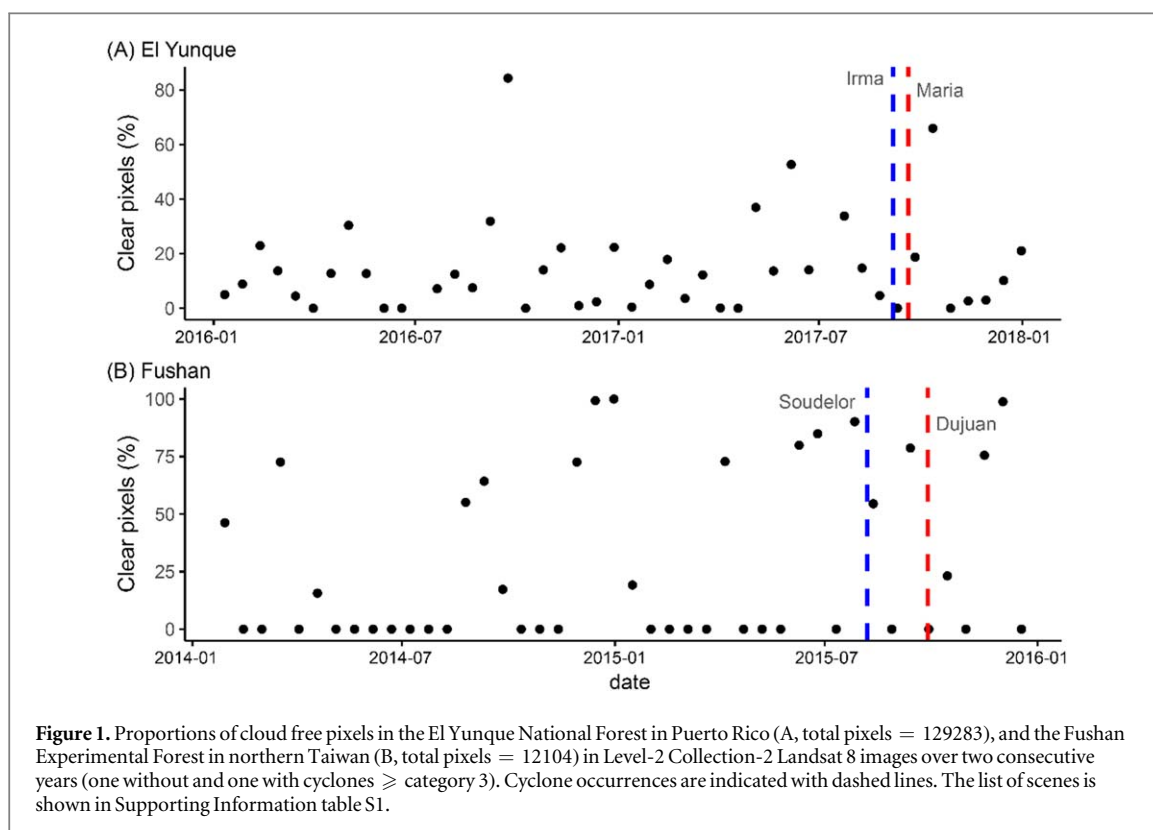 (A) El Yunque
Irma
Maria
Clear pixels (%)
80
60
40
20
0
2016-01 2016-07 2017-01 2017-07 2018-01
(B) Fushan
Soudelor
Dujuan
Clear pixels (%)
100
75
50
25
0
2014-01 2014-07 2015-01 2015-07 2016-01
date
Figure 1. Proportions of cloud free pixels in the El Yunque National Forest in Puerto Rico (A, total pixels = 129283), and the Fushan
Experimental Forest in northern Taiwan (B, total pixels = 12104) in Level-2 Collection-2 Landsat 8 images over two consecutive
years (one without and one with cyclones ⩾ category 3). Cyclone occurrences are indicated with dashed lines. The list of scenes is
shown in Supporting Information table S1.